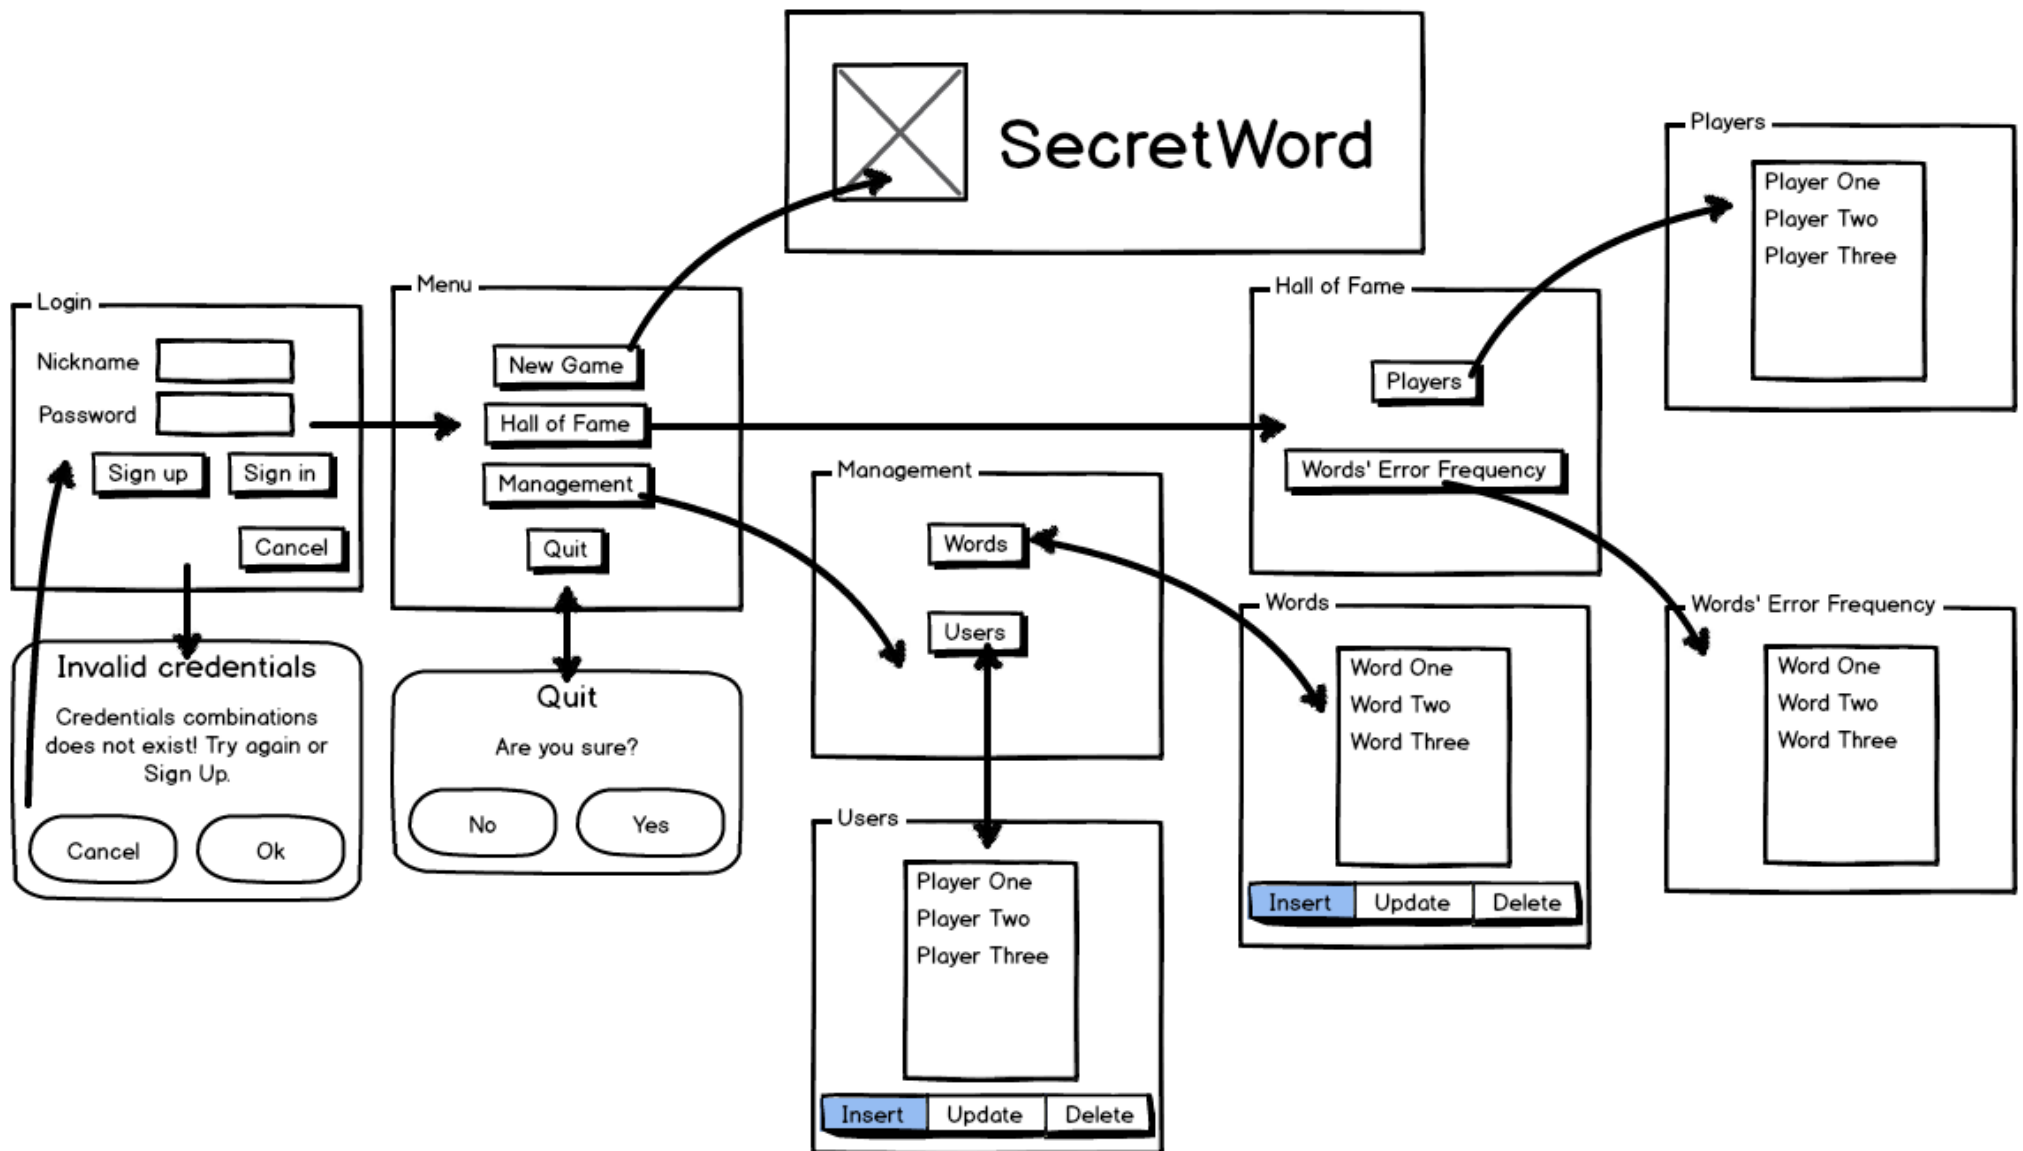 SecretWord
Players
Player One
Player Two
Player Three
Login
Nickname
Password
Sign up
Sign in
Cancel
Menu
New Game
Hall of Fame
Management
Quit
Hall of Fame
Players
Words' Error Frequency
Management
Words
Users
Invalid credentials
Credentials combinations
does not exist! Try again or
Sign Up.
Cancel
Ok
Quit
Are you sure?
No
Yes
Words
Word One
Word Two
Word Three
Insert
Update
Delete
Words' Error Frequency
Word One
Word Two
Word Three
Users
Player One
Player Two
Player Three
Insert
Update
Delete